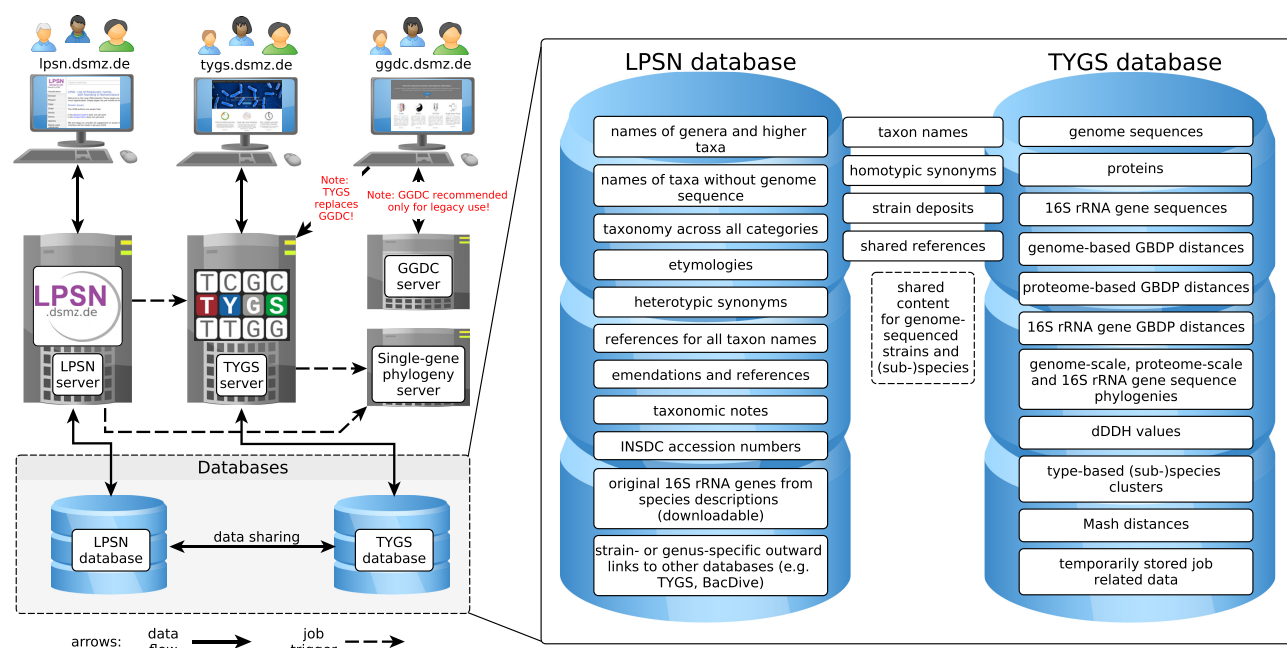 lpsn.dsmz.de
tygs.dsmz.de
ggdc.dsmz.de
LPSN
Note:
TYGS
replaces
GGDC!
Note: GGDC recommended
only for legacy use!
LPSN
.dsmz.de
LPSN
server
T C G C
T Y G S
T T G G
TYGS
server
GGDC
server
Single-gene
phylogeny
server
Databases
LPSN
database
data sharing
TYGS
database
arrows:
data
flow
job
trigger
LPSN database
names of genera and higher
taxa
names of taxa without genome
sequence
taxonomy across all categories
etymologies
heterotypic synonyms
references for all taxon names
emendations and references
taxonomic notes
INSDC accession numbers
original 16S rRNA genes from
species descriptions
(downloadable)
strain- or genus-specific outward
links to other databases (e.g.
TYGS, BacDive)
taxon names
homotypic synonyms
strain deposits
shared references
shared
content
for genome-
sequenced
strains and
(sub-)species
TYGS database
genome sequences
proteins
16S rRNA gene sequences
genome-based GBDP distances
proteome-based GBDP distances
16S rRNA gene GBDP distances
genome-scale, proteome-scale
and 16S rRNA gene sequence
phylogenies
dDDH values
type-based (sub-)species
clusters
Mash distances
temporarily stored job
related data